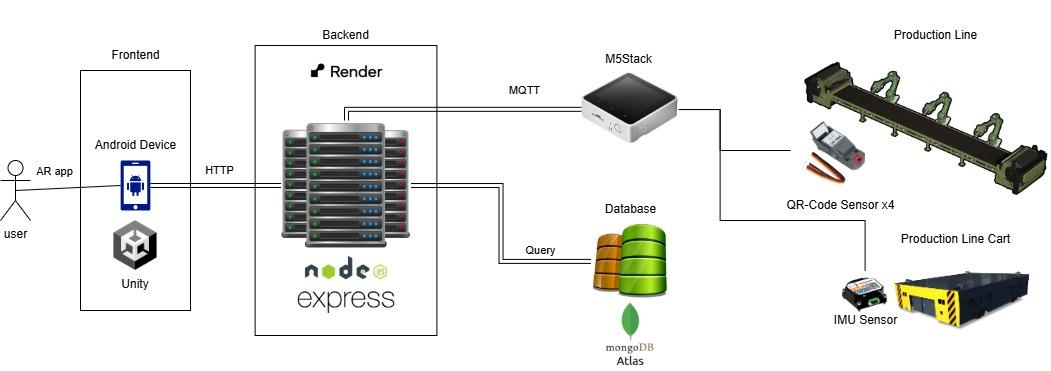 Frontend
Backend
Production Line
M5Stack
Render
MQTT
Android Device
AR app
HTTP
user
Unity
QR-Code Sensor x4
Database
Production Line Cart
Query
node
JS
express
IMU Sensor
mongoDB
Atlas